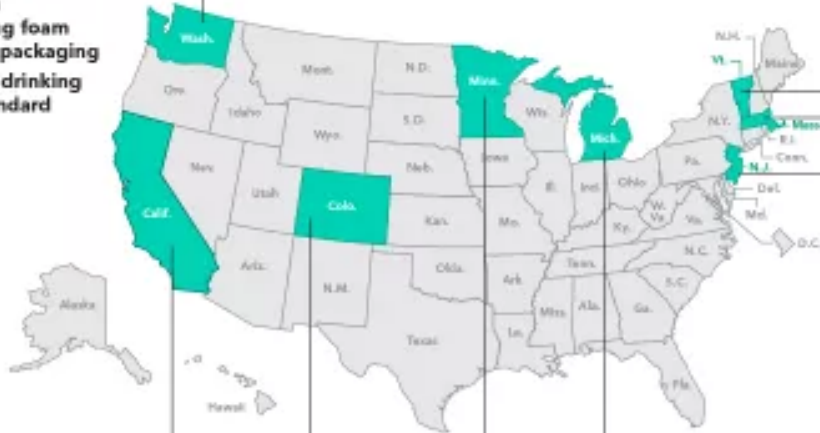 g foam
packaging
drinking
ndard
Wash.
Mont.
N.D.
Minn.
N.H.
Vt.
Maine
Ore.
Idaho
S.D.
Wis.
Mich.
N.Y.
Mass
R.I.
Conn.
Wyo.
Nev.
Utah
Colo.
Neb.
Iowa
Ill.
Ind.
Ohio
Pa.
N.J.
Del.
Md.
D.C
Calif.
Kan.
Mo.
Ky.
W.
Va.
Va.
Ariz.
N.M.
Okla.
Ark.
Tenn.
N.C.
S.C.
Alaska
Texas
La.
Miss.
Ala.
Ga.
Fla.
Hawaii